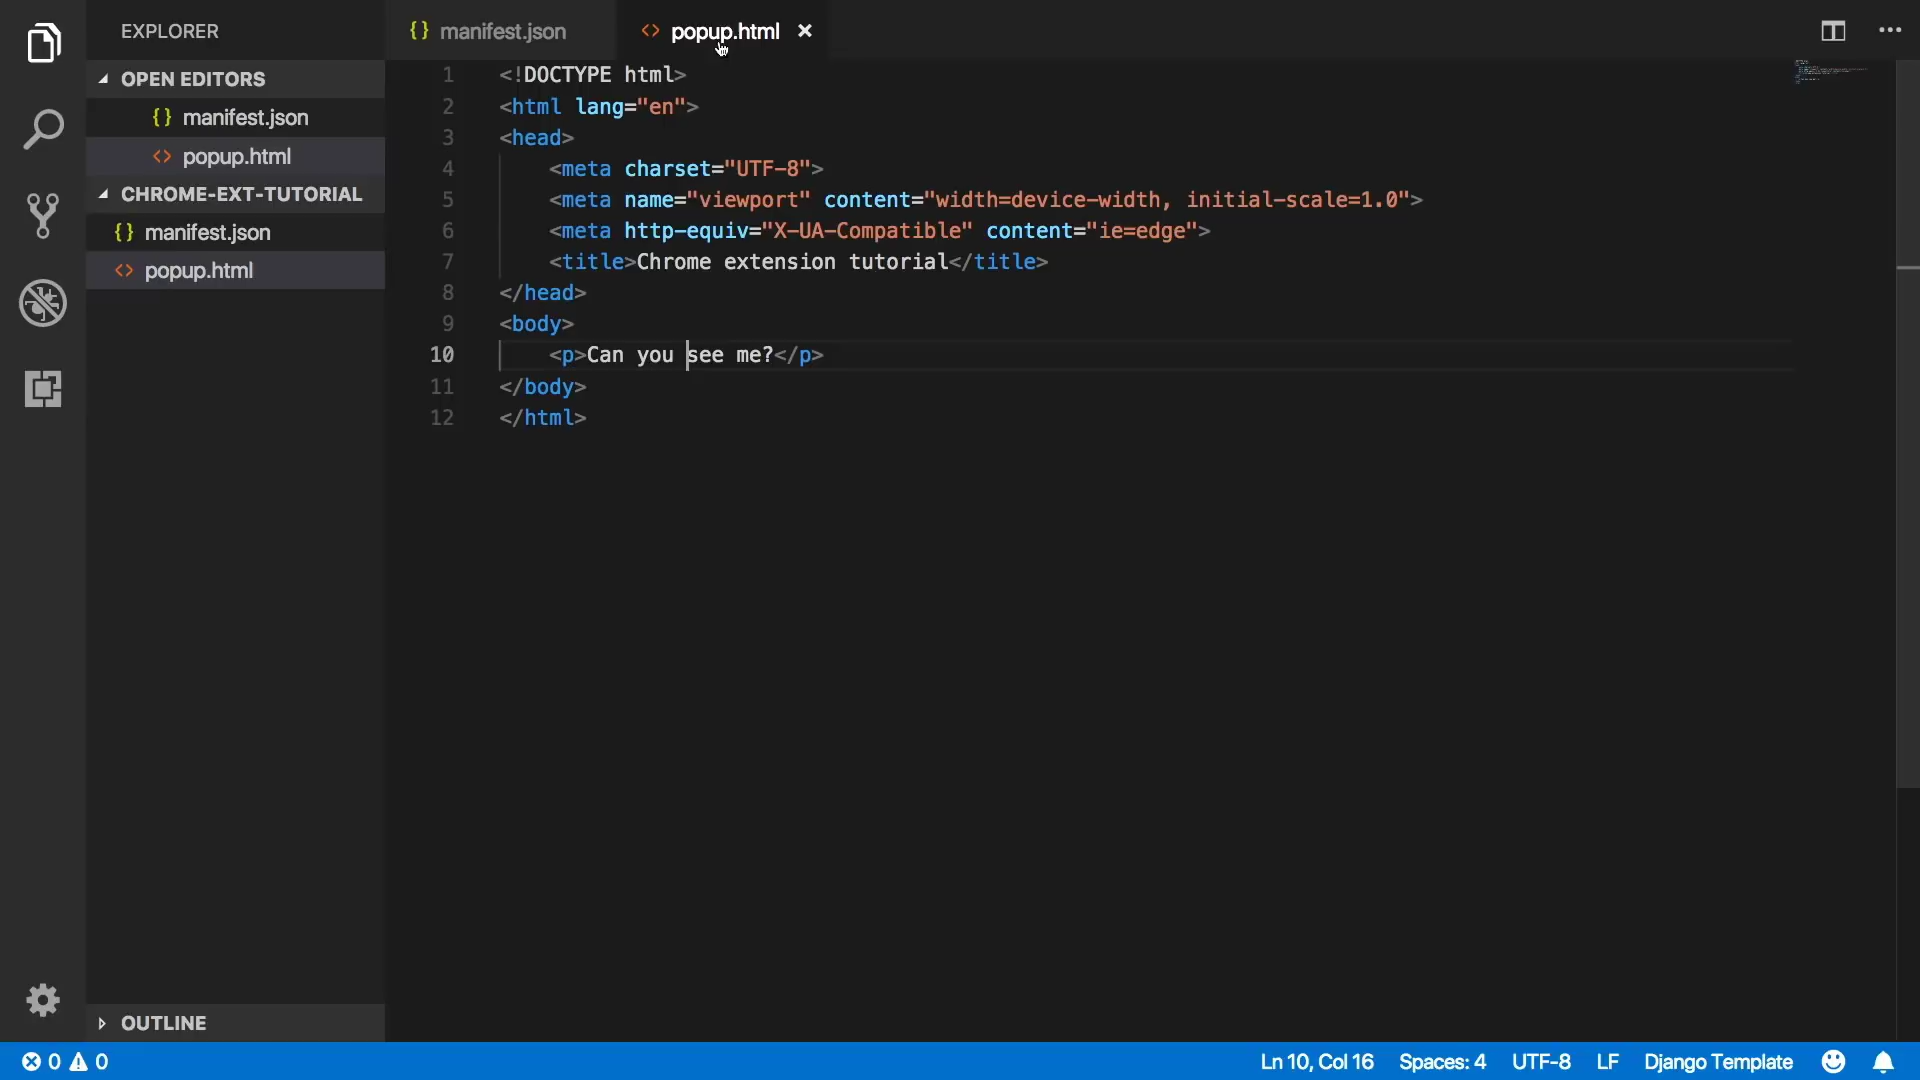 EXPLORER
OPEN EDITORS
{} manifest.json
<> popup.html
CHROME-EXT-TUTORIAL
{} manifest.json
<> popup.html
OUTLINE
{} manifest.json
<> popup.html ×
1 <!DOCTYPE html>
2 <html lang="en">
3 <head>
4 <meta charset="UTF-8">
5 <meta name="viewport" content="width=device-width, initial-scale=1.0">
6 <meta http-equiv="X-UA-Compatible" content="ie=edge">
7 <title>Chrome extension tutorial</title>
8 </head>
9 <body>
10 <p>Can you see me?</p>
11 </body>
12 </html>
0 0 Ln 10, Col 16 Spaces: 4 UTF-8 LF Django Template